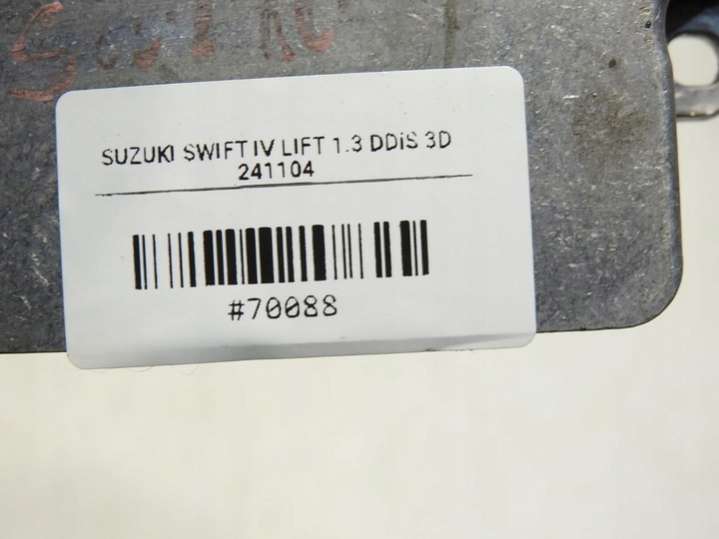 SUZUKI SWIFT IV LIFT 1.3 DDiS 3D
241104
#70088